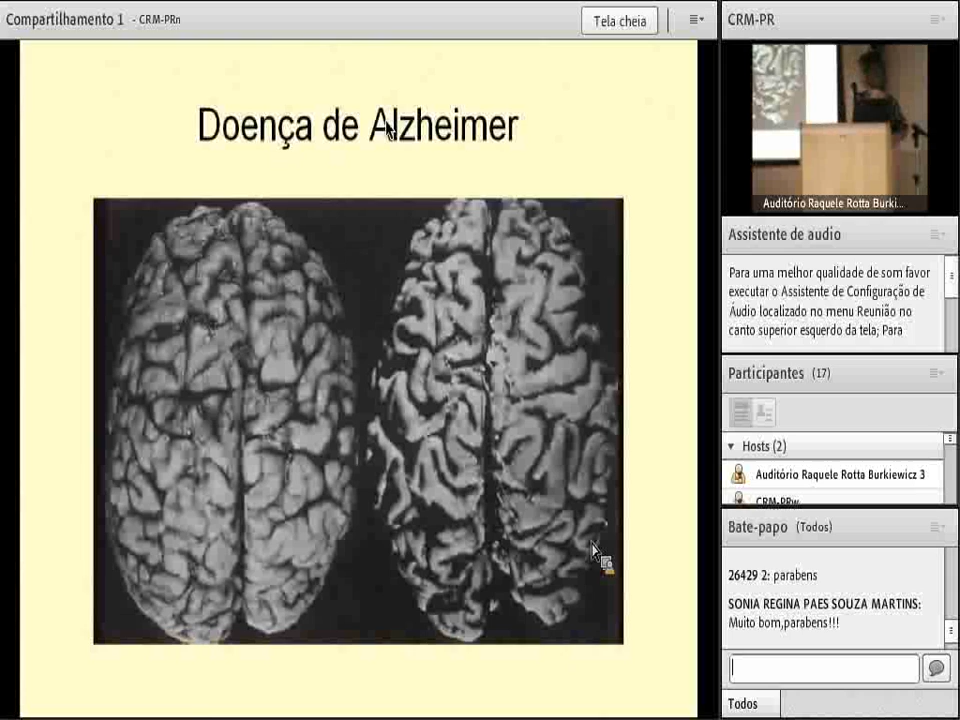 Compartilhamento 1 - CRM-PRn
Tela cheia
Doença de Alzheimer
CRM-PR
Auditório Raquele Rotta Burki...
Assistente de audio
Para uma melhor qualidade de som favor
executar o Assistente de Configuração de
Áudio localizado no menu Reunião no
canto superior esquerdo da tela; Para
Participantes (17)
Hosts (2)
Auditório Raquele Rotta Burkiewicz 3
CRM-PRw
Bate-papo (Todos)
26429 2: parabens
SONIA REGINA PAES SOUZA MARTINS:
Muito bom,parabens!!!
Todos